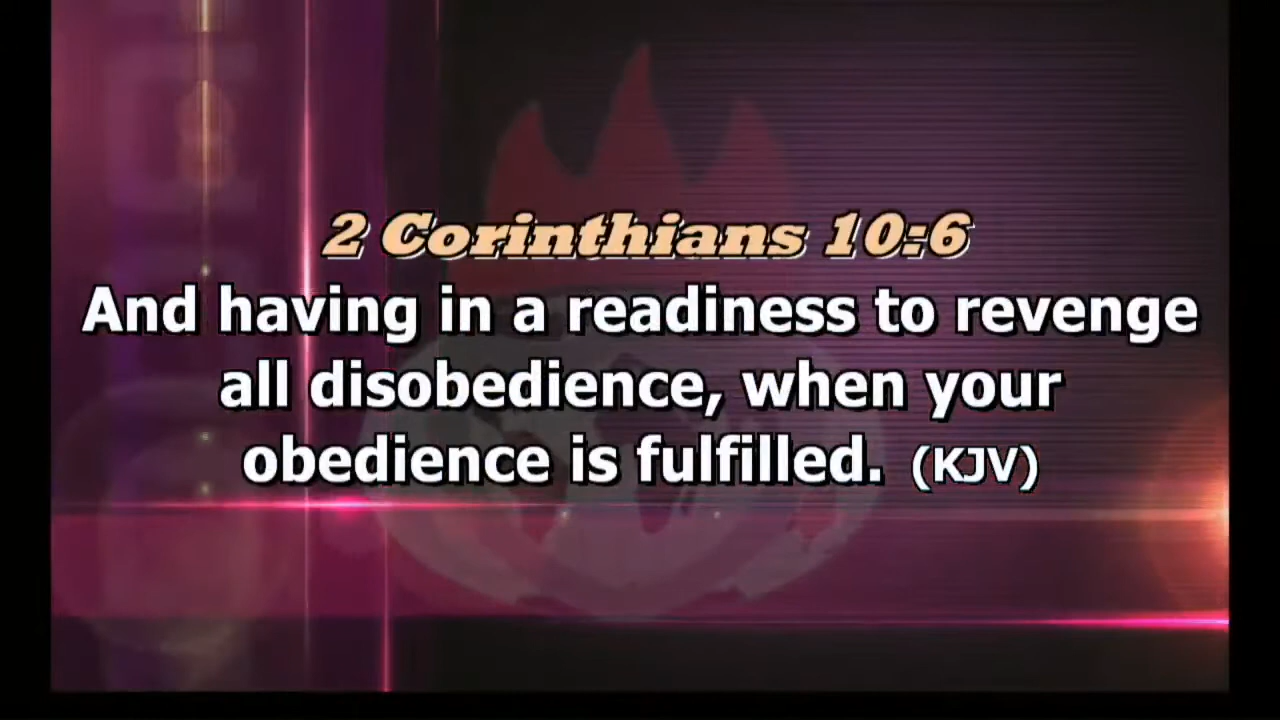 2 Corinthians 10:6
And having in a readiness to revenge
all disobedience, when your
obedience is fulfilled. (KJV)